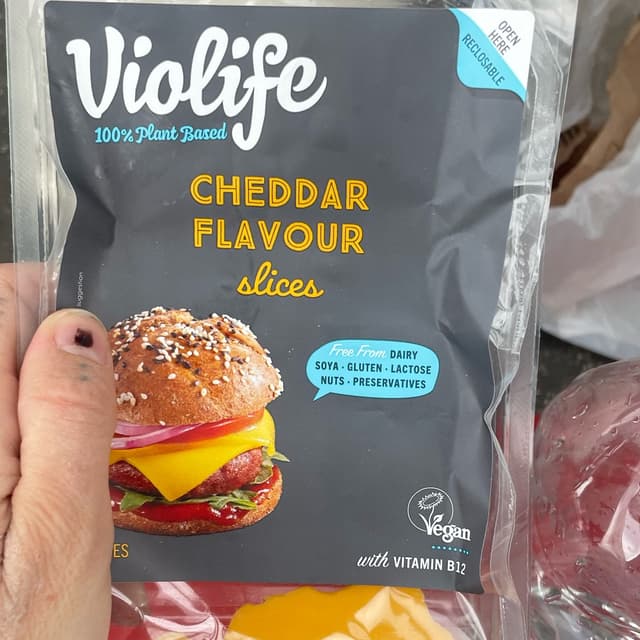 Violife
100% Plant Based
OPEN
HERE
RECLOSABLE
CHEDDAR
FLAVOUR
slices
Free From DAIRY
SOYA · GLUTEN · LACTOSE
NUTS · PRESERVATIVES
Vegan
ES
with VITAMIN B12